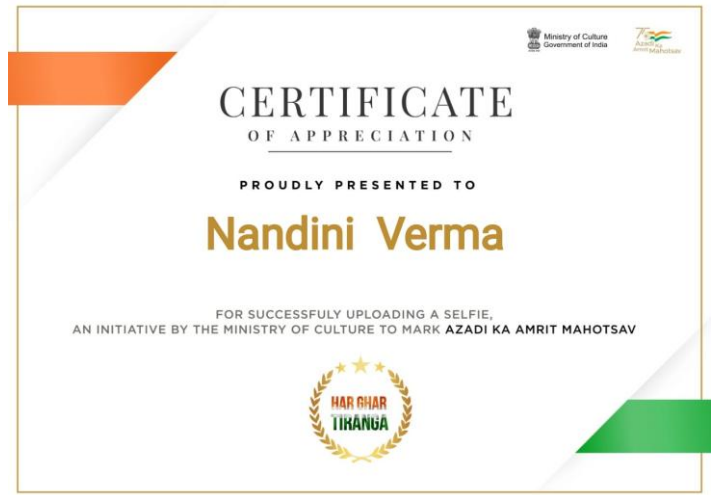 Ministry of Culture
Government of India
Azadi Ka
Amrit Mahotsav
CERTIFICATE
OF APPRECIATION
PROUDLY PRESENTED TO
Nandini Verma
FOR SUCCESSFULY UPLOADING A SELFIE,
AN INITIATIVE BY THE MINISTRY OF CULTURE TO MARK AZADI KA AMRIT MAHOTSAV
HAR GHAR
TIRANGA